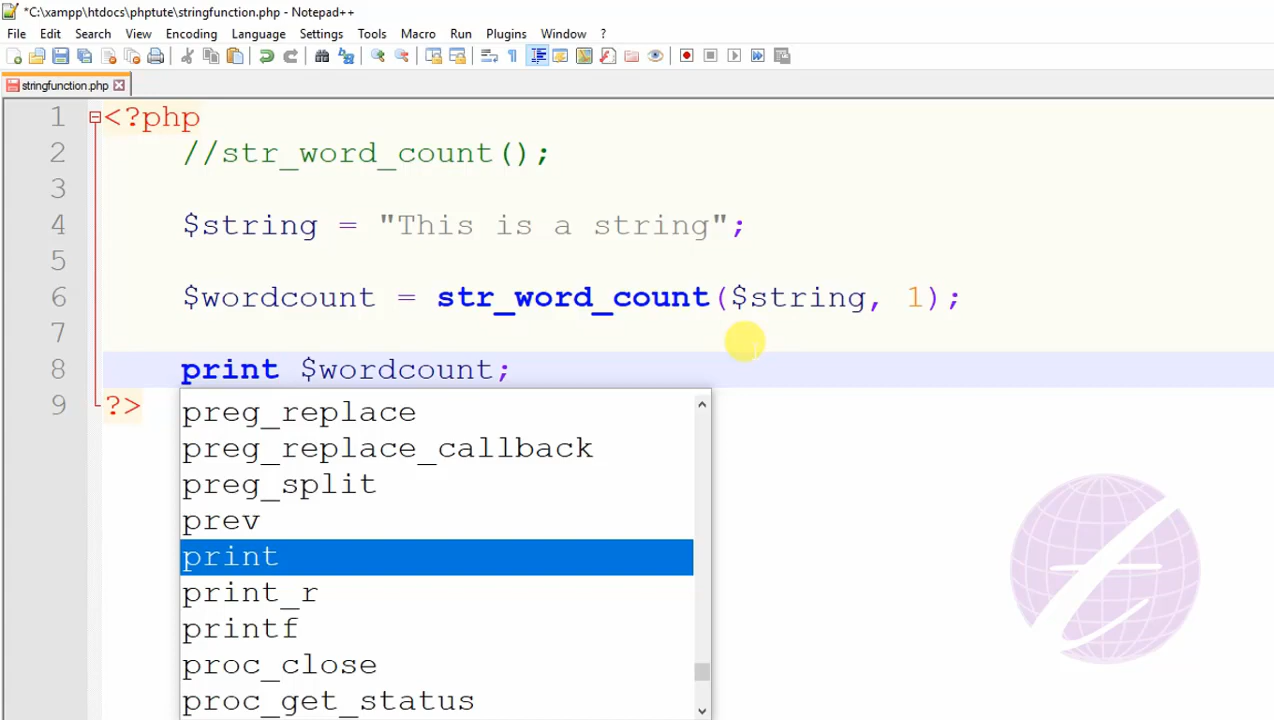 *C:\xampp\htdocs\phptute\stringfunction.php - Notepad++
File Edit Search View Encoding Language Settings Tools Macro Run Plugins Window ?
stringfunction.php
1 <?php
2 //str_word_count();
3
4 $string = "This is a string";
5
6 $wordcount = str_word_count($string, 1);
7
8 print $wordcount;
9 ?>
preg_replace
preg_replace_callback
preg_split
prev
print
print_r
printf
proc_close
proc_get_status